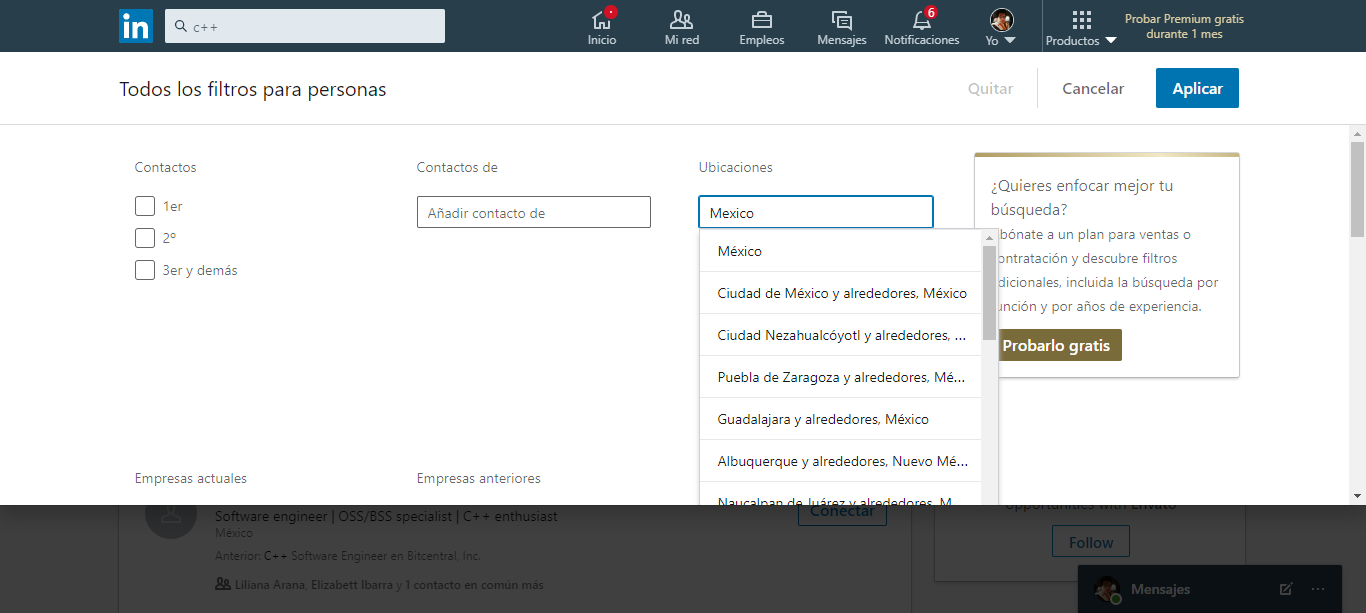 in
c++
Inicio
Mi red
Empleos
Mensajes
6
Notificaciones
Yo
Productos
Probar Premium gratis
durante 1 mes
Todos los filtros para personas
Quitar
Cancelar
Aplicar
Contactos
1er
2º
3er y demás
Contactos de
Añadir contacto de
Ubicaciones
Mexico
México
Ciudad de México y alrededores, México
Ciudad Nezahualcóyotl y alrededores, ...
Puebla de Zaragoza y alrededores, Mé...
Guadalajara y alrededores, México
Albuquerque y alrededores, Nuevo Mé...
Naucalpan de Juárez y alrededores, M...
¿Quieres enfocar mejor tu
búsqueda?
bónate a un plan para ventas o
ontratación y descubre filtros
dicionales, incluida la búsqueda por
unción y por años de experiencia.
Probarlo gratis
Empresas actuales
Empresas anteriores
Software engineer | OSS/BSS specialist | C++ enthusiast
México
Anterior: C++ Software Engineer en Bitcentral, Inc.
Liliana Arana, Elizabett Ibarra y 1 contacto en común más
Conectar
Opportunities with Envato
Follow
Mensajes